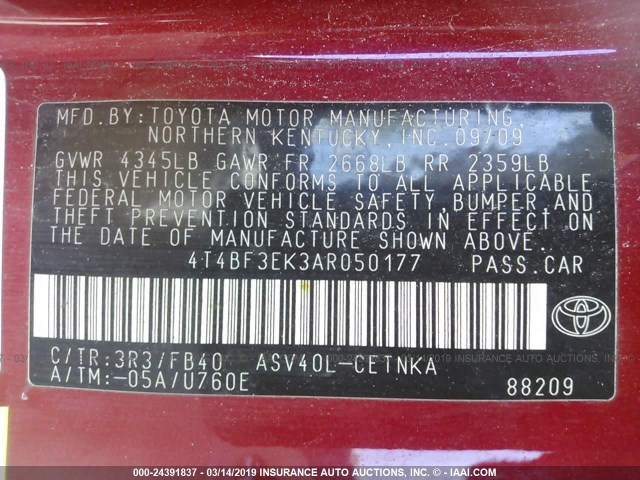 MFD.BY:TOYOTA MOTOR MANUFACTURING,
NORTHERN KENTUCKY,INC.09/09
GVWR 4345LB GAWR FR 2668LB RR 2359LB
THIS VEHICLE CONFORMS TO ALL APPLICABLE
FEDERAL MOTOR VEHICLE SAFETY,BUMPER,AND
THEFT PREVENTION STANDARDS IN EFFECT ON
THE DATE OF MANUFACTURE SHOWN ABOVE.
4T4BF3EK3AR050177 PASS.CAR
C/TR:3R3/FB40 ASV40L-CETNKA
A/TM:-05A/U760E
88209
000-24391837 - 03/14/2019 INSURANCE AUTO AUCTIONS, INC. (C) - IAAI.COM